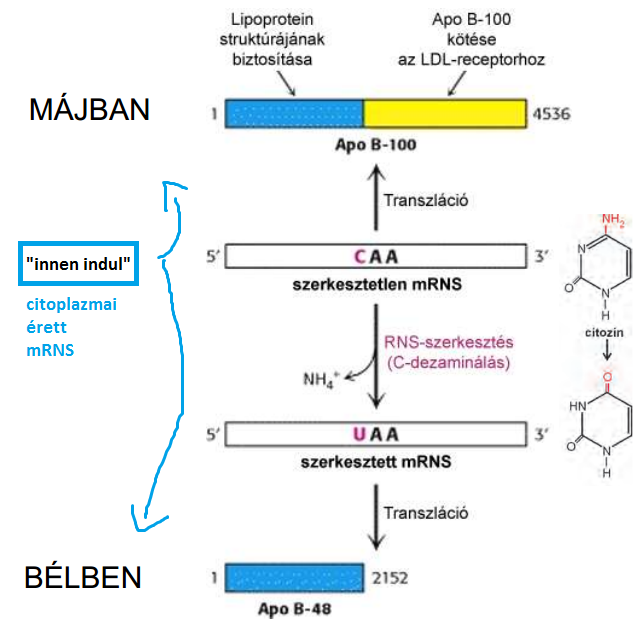 Lipoprotein
struktúrájának
biztosítása
Apo B-100
kötése
az LDL-receptorhoz
MÁJBAN
1
4536
Apo B-100
Transzláció
"innen indul"
citoplazmai
érett
mRNS
5′
CAA
3′
szerkesztetlen mRNS
RNS-szerkesztés
(C-dezaminálás)
NH₄⁺
5′
UAA
3′
szerkesztett mRNS
Transzláció
BÉLBEN
1
2152
Apo B-48
NH₂
N
O
N
H
citozin
O
HN
O
N
H